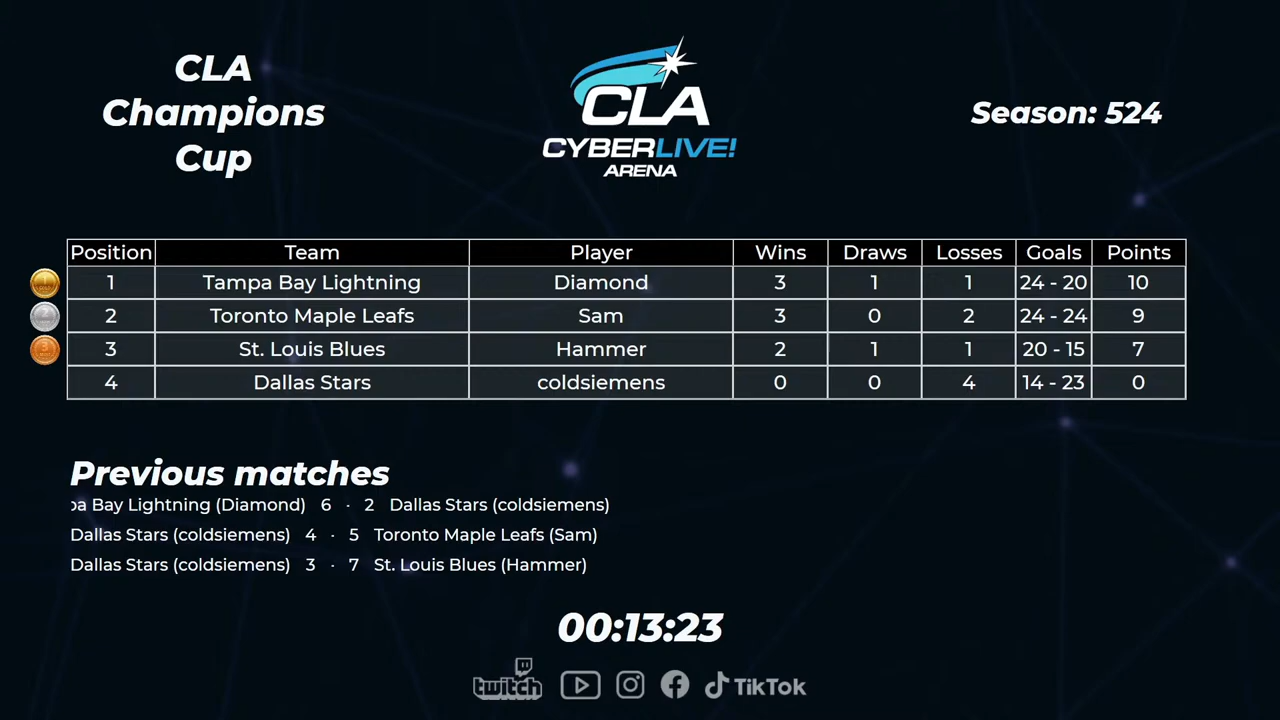 CLA
Champions
Cup
CLA
CYBERLIVE!
ARENA
Season: 524
Position Team Player Wins Draws Losses Goals Points
1 Tampa Bay Lightning Diamond 3 1 1 24 - 20 10
2 Toronto Maple Leafs Sam 3 0 2 24 - 24 9
3 St. Louis Blues Hammer 2 1 1 20 - 15 7
4 Dallas Stars coldsiemens 0 0 4 14 - 23 0
Previous matches
pa Bay Lightning (Diamond) 6 · 2 Dallas Stars (coldsiemens)
Dallas Stars (coldsiemens) 4 · 5 Toronto Maple Leafs (Sam)
Dallas Stars (coldsiemens) 3 · 7 St. Louis Blues (Hammer)
00:13:23
twitch TikTok